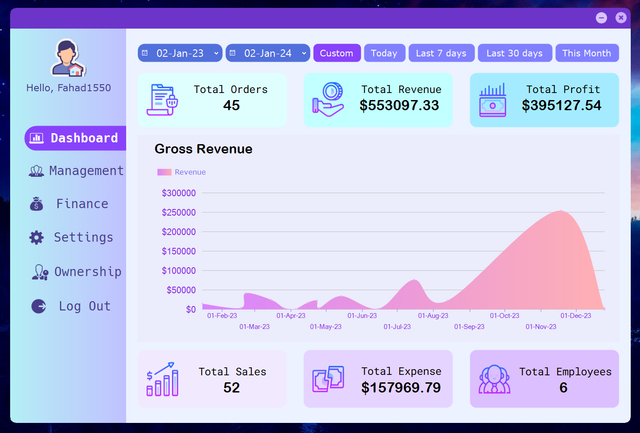 Hello, Fahad1550
Dashboard
Management
Finance
Settings
Ownership
Log Out
02-Jan-23 02-Jan-24 Custom Today Last 7 days Last 30 days This Month
Total Orders
45
Total Revenue
$553097.33
Total Profit
$395127.54
Gross Revenue
Revenue
$300000
$250000
$200000
$150000
$100000
$50000
$0
01-Feb-23 01-Apr-23 01-Jun-23 01-Aug-23 01-Oct-23 01-Dec-23
01-Mar-23 01-May-23 01-Jul-23 01-Sep-23 01-Nov-23
Total Sales
52
Total Expense
$157969.79
Total Employees
6